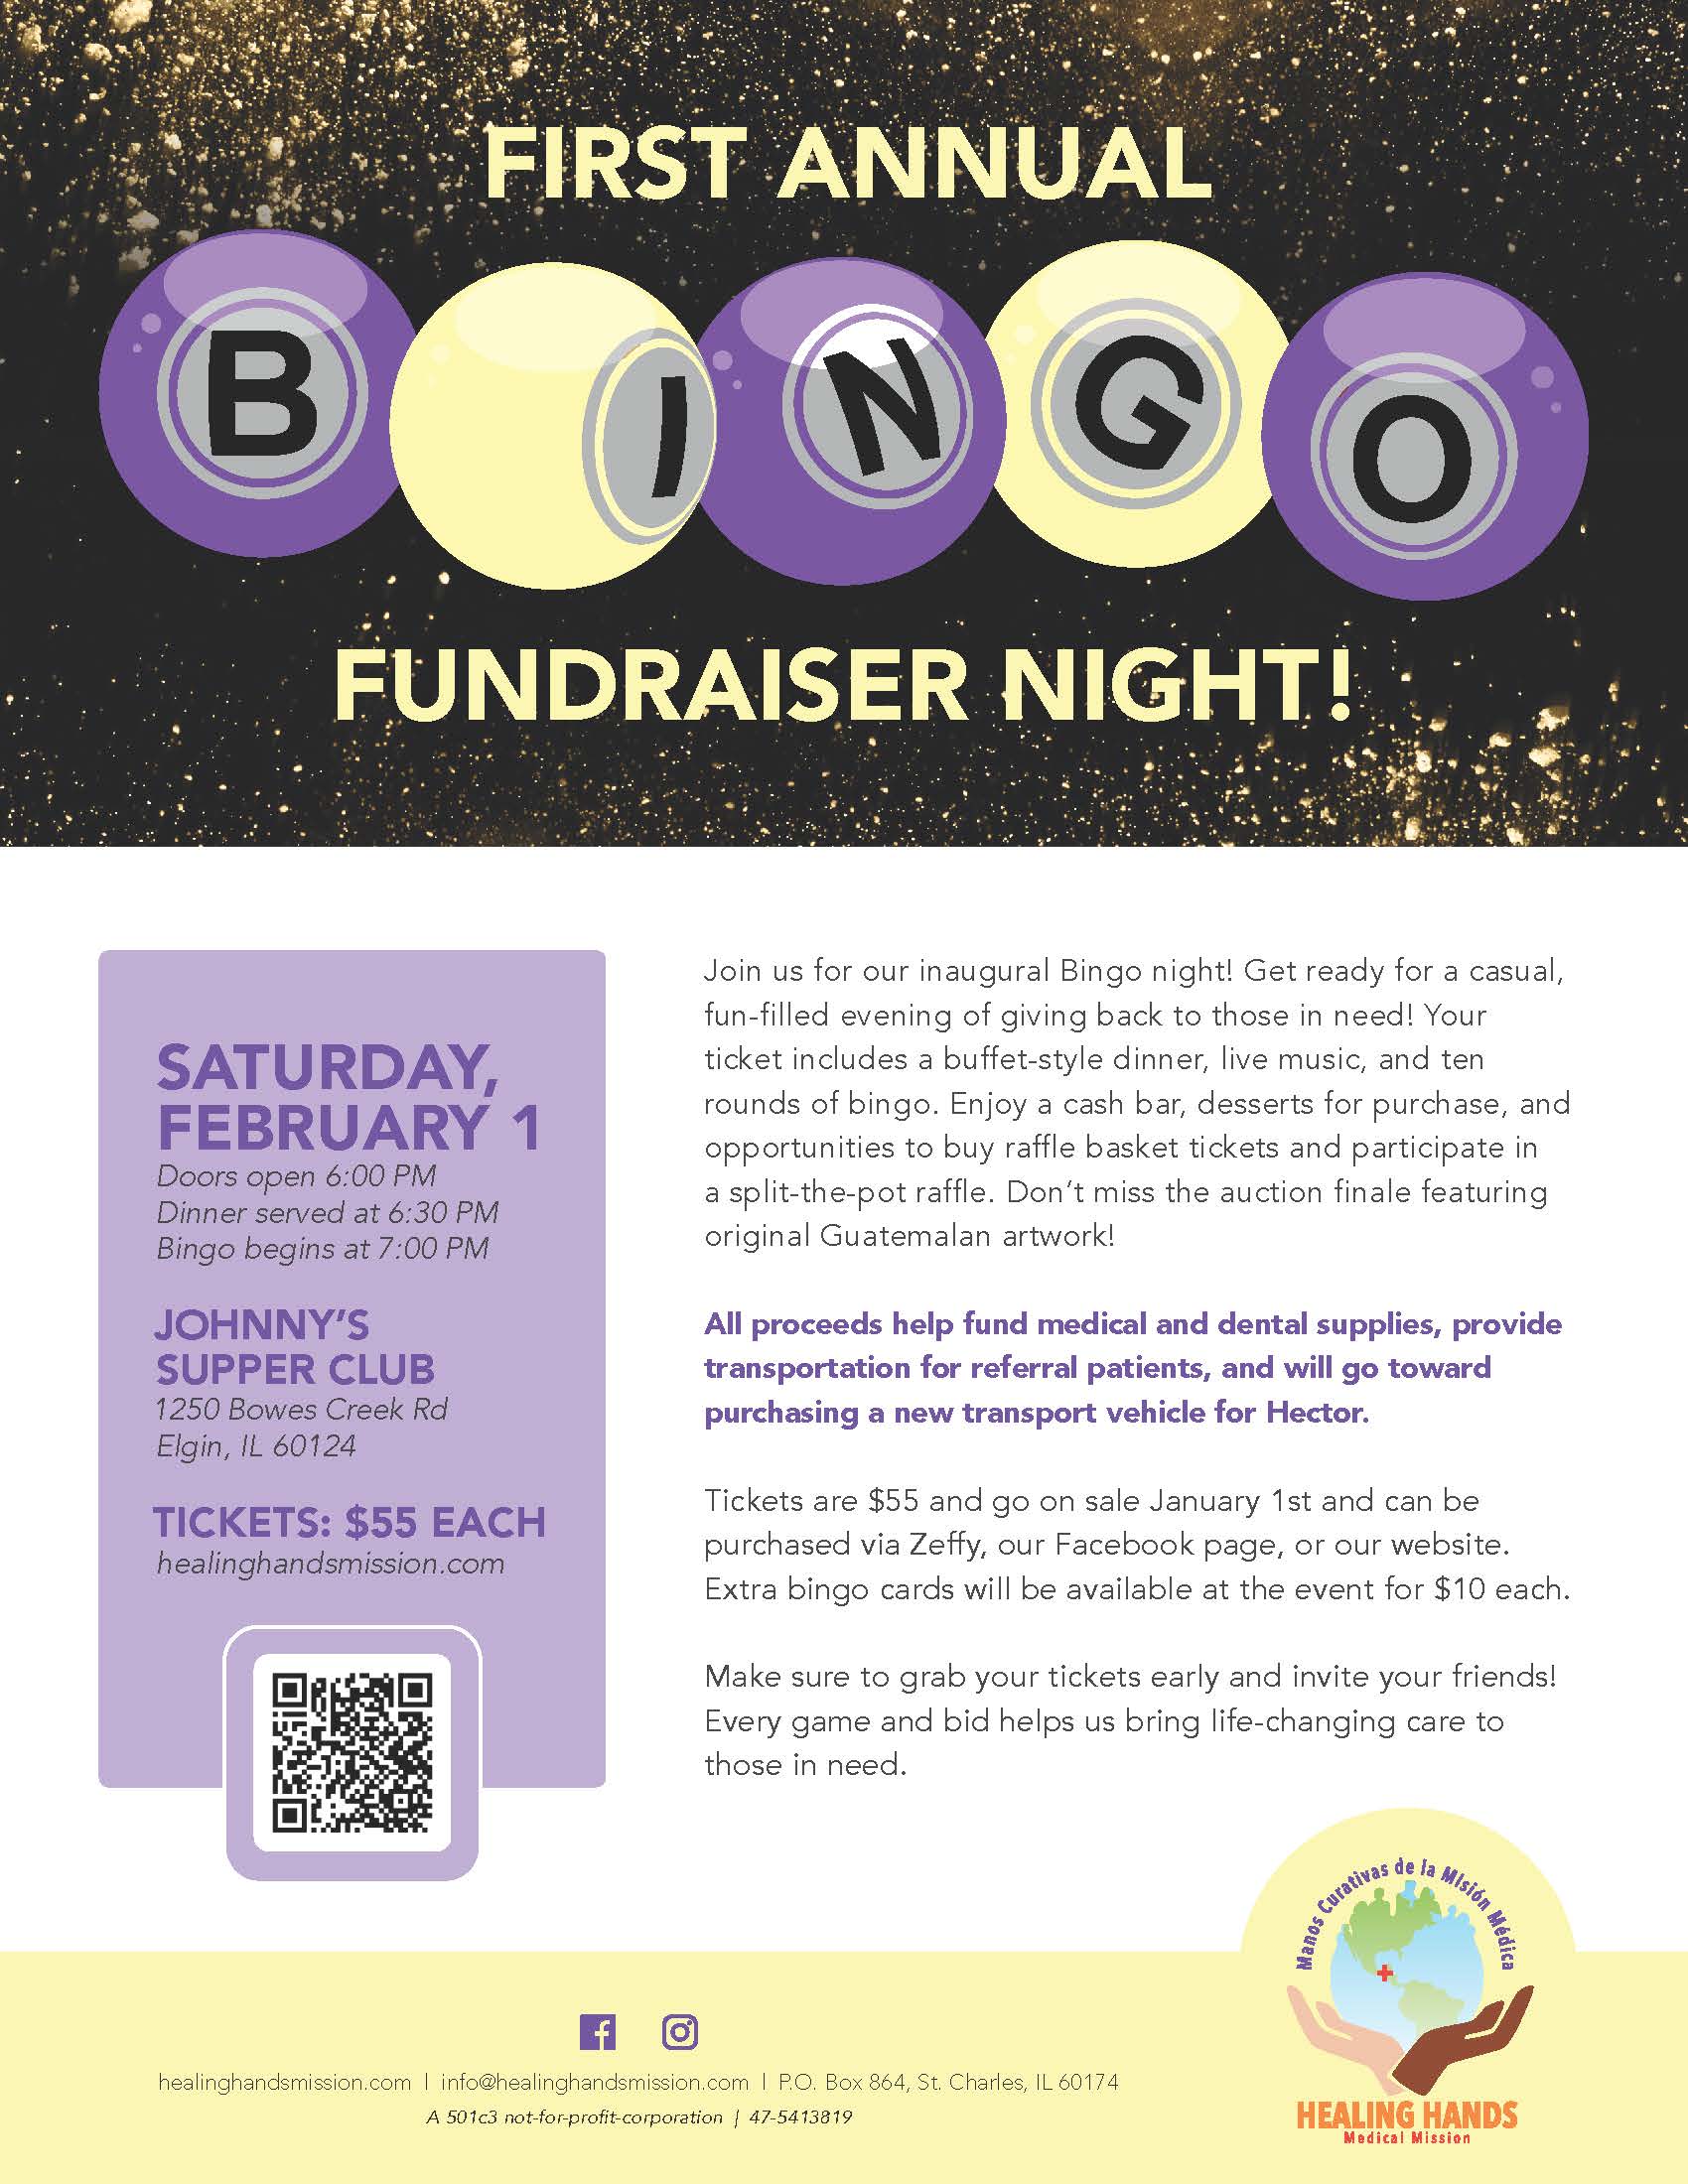 FIRST ANNUAL
BINGO
FUNDRAISER NIGHT!
SATURDAY,
FEBRUARY 1
Doors open 6:00 PM
Dinner served at 6:30 PM
Bingo begins at 7:00 PM
JOHNNY'S
SUPPER CLUB
1250 Bowes Creek Rd
Elgin, IL 60124
TICKETS: $55 EACH
healinghandsmission.com
Join us for our inaugural Bingo night! Get ready for a casual,
fun-filled evening of giving back to those in need! Your
ticket includes a buffet-style dinner, live music, and ten
rounds of bingo. Enjoy a cash bar, desserts for purchase, and
opportunities to buy raffle basket tickets and participate in
a split-the-pot raffle. Don't miss the auction finale featuring
original Guatemalan artwork!
All proceeds help fund medical and dental supplies, provide
transportation for referral patients, and will go toward
purchasing a new transport vehicle for Hector.
Tickets are $55 and go on sale January 1st and can be
purchased via Zeffy, our Facebook page, or our website.
Extra bingo cards will be available at the event for $10 each.
Make sure to grab your tickets early and invite your friends!
Every game and bid helps us bring life-changing care to
those in need.
Manos Curativas de la Misión Médica
HEALING HANDS
Medical Mission
healinghandsmission.com | info@healinghandsmission.com | P.O. Box 864, St. Charles, IL 60174
A 501c3 not-for-profit-corporation | 47-5413819